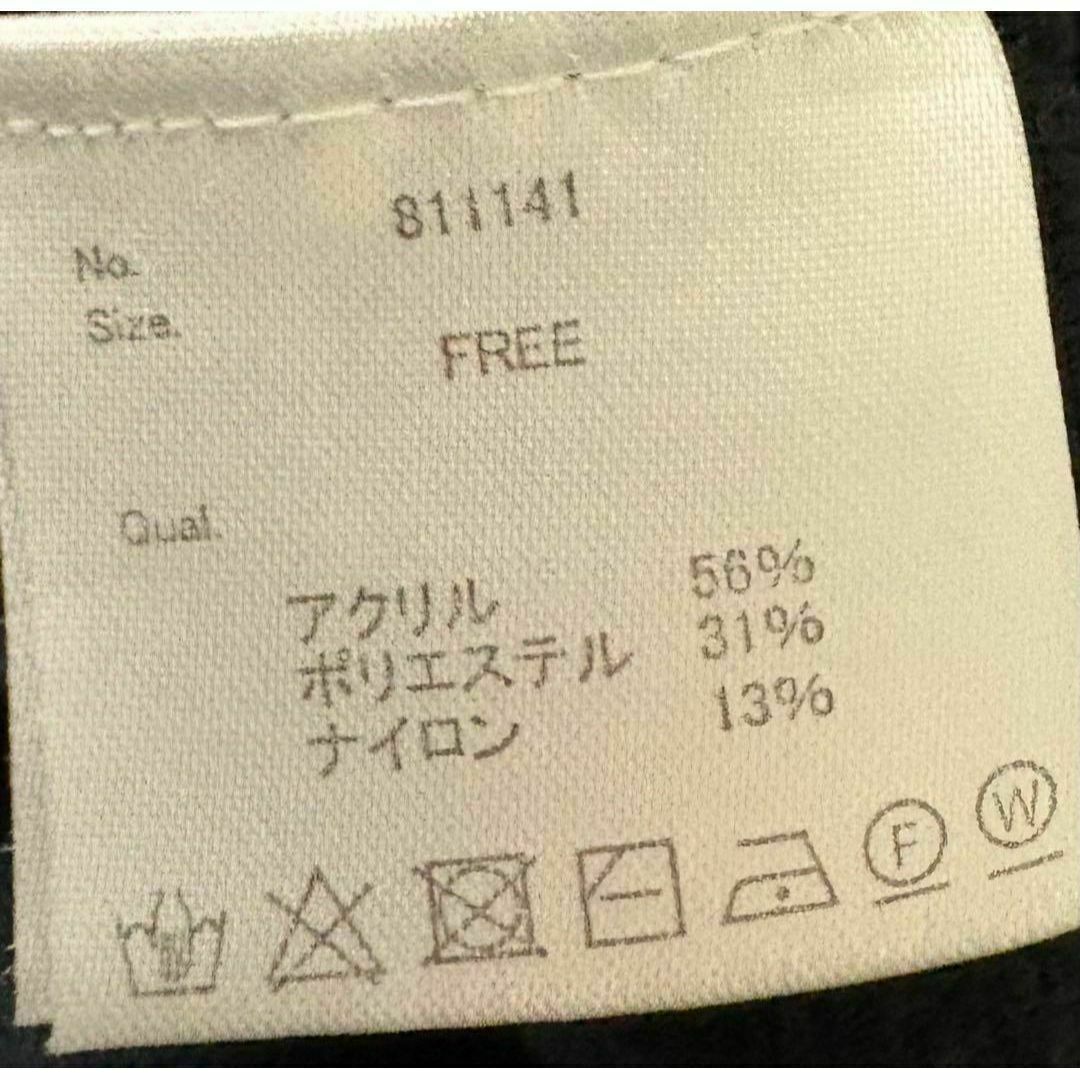 No. 811141
Size. FREE
Qual.
アクリル 56%
ポリエステル 31%
ナイロン 13%
F W